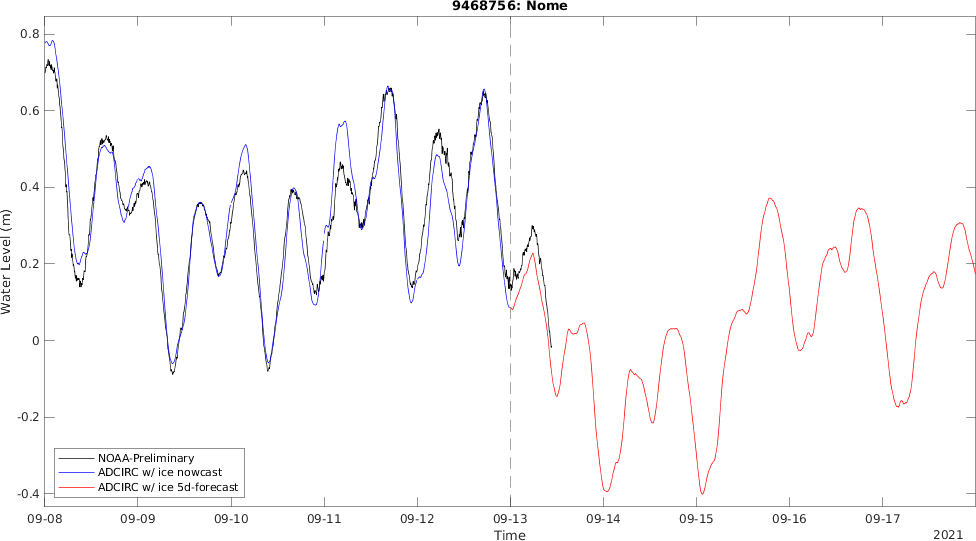 9468756: Nome
0.8
0.6
0.4
0.2
0
-0.2
-0.4
Water Level (m)
NOAA-Preliminary
ADCIRC w/ ice nowcast
ADCIRC w/ ice 5d-forecast
09-08 09-09 09-10 09-11 09-12 09-13 09-14 09-15 09-16 09-17
Time
2021